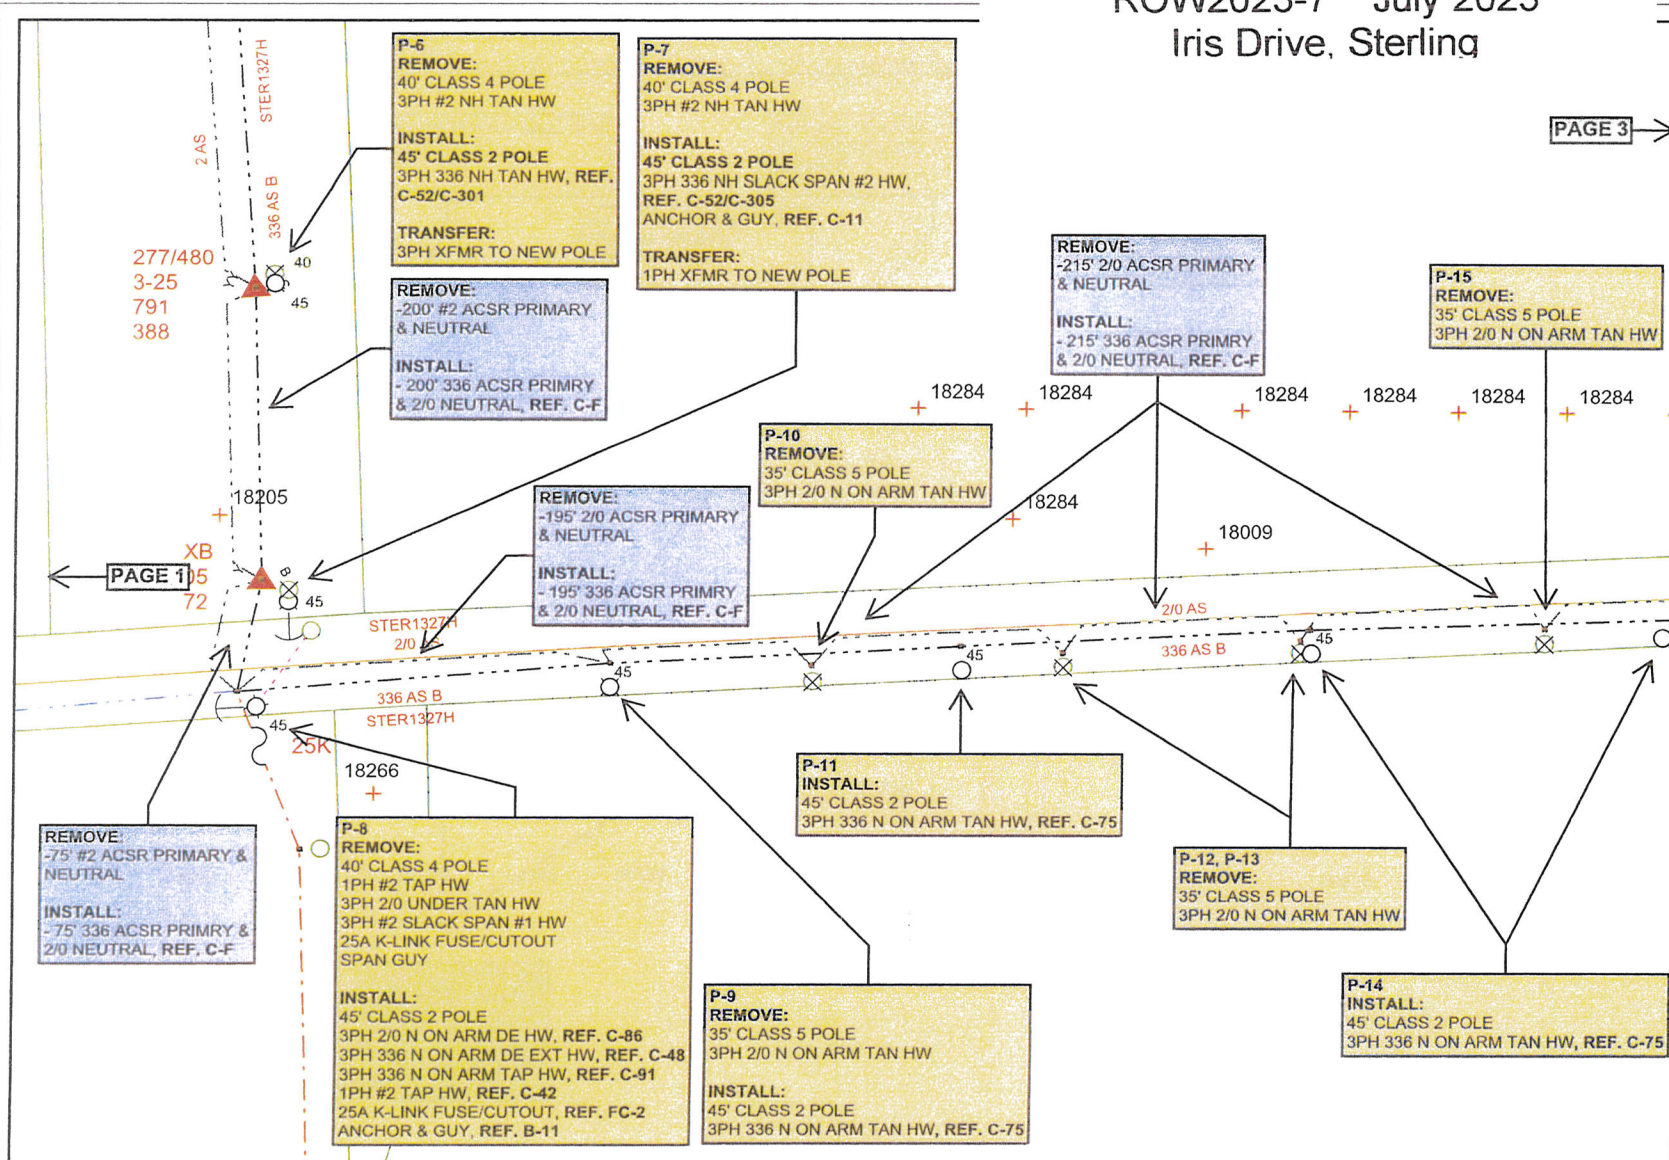 ROW2023-7 July 2023
Iris Drive, Sterling
PAGE 3
P-6
REMOVE:
40' CLASS 4 POLE
3PH #2 NH TAN HW
INSTALL:
45' CLASS 2 POLE
3PH 336 NH TAN HW, REF.
C-52/C-301
TRANSFER:
3PH XFMR TO NEW POLE
P-7
REMOVE:
40' CLASS 4 POLE
3PH #2 NH TAN HW
INSTALL:
45' CLASS 2 POLE
3PH 336 NH SLACK SPAN #2 HW,
REF. C-52/C-305
ANCHOR & GUY, REF. C-11
TRANSFER:
1PH XFMR TO NEW POLE
STER1327H
2 AS
336 AS B
277/480
3-25
791
388
40
45
REMOVE:
-200' #2 ACSR PRIMARY
& NEUTRAL
INSTALL:
- 200' 336 ACSR PRIMRY
& 2/0 NEUTRAL, REF. C-F
REMOVE:
-215' 2/0 ACSR PRIMARY
& NEUTRAL
INSTALL:
- 215' 336 ACSR PRIMRY
& 2/0 NEUTRAL, REF. C-F
P-15
REMOVE:
35' CLASS 5 POLE
3PH 2/0 N ON ARM TAN HW
18284
18284
18284
18284
18284
18284
P-10
REMOVE:
35' CLASS 5 POLE
3PH 2/0 N ON ARM TAN HW
18205
REMOVE:
-195' 2/0 ACSR PRIMARY
& NEUTRAL
INSTALL:
- 195' 336 ACSR PRIMRY
& 2/0 NEUTRAL, REF. C-F
18284
18009
XB
05
72
PAGE 1
B
45
STER1327H
2/0 AS
2/0 AS
336 AS B
45
45
45
336 AS B
STER1327H
45
25K
18266
REMOVE:
-75' #2 ACSR PRIMARY &
NEUTRAL
INSTALL:
- 75' 336 ACSR PRIMRY &
2/0 NEUTRAL, REF. C-F
P-8
REMOVE:
40' CLASS 4 POLE
1PH #2 TAP HW
3PH 2/0 UNDER TAN HW
3PH #2 SLACK SPAN #1 HW
25A K-LINK FUSE/CUTOUT
SPAN GUY
INSTALL:
45' CLASS 2 POLE
3PH 2/0 N ON ARM DE HW, REF. C-86
3PH 336 N ON ARM DE EXT HW, REF. C-48
3PH 336 N ON ARM TAP HW, REF. C-91
1PH #2 TAP HW, REF. C-42
25A K-LINK FUSE/CUTOUT, REF. FC-2
ANCHOR & GUY, REF. B-11
P-11
INSTALL:
45' CLASS 2 POLE
3PH 336 N ON ARM TAN HW, REF. C-75
P-12, P-13
REMOVE:
35' CLASS 5 POLE
3PH 2/0 N ON ARM TAN HW
P-9
REMOVE:
35' CLASS 5 POLE
3PH 2/0 N ON ARM TAN HW
INSTALL:
45' CLASS 2 POLE
3PH 336 N ON ARM TAN HW, REF. C-75
P-14
INSTALL:
45' CLASS 2 POLE
3PH 336 N ON ARM TAN HW, REF. C-75